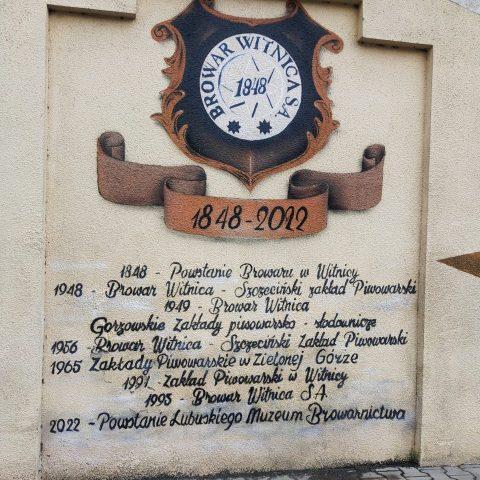 BROWAR WITNICA S.A.
1848
1848-2022
1848 - Powstanie Browaru w Witnicy
1948 - Browar Witnica - Szczeciński zakład Piwowarski
1949 Browar Witnica
Gorzowskie Zakłady piwowarsko - słodownicze
1956 - Browar Witnica - Szczeciński Zakład Piwowarski
1965 Zakłady Piwowarskie w Zielonej Górze
1991 - Zakład Piwowarski w Witnicy
1995 - Browar Witnica S.A
2022 - Powstanie Lubuskiego Muzeum Browarnictwa